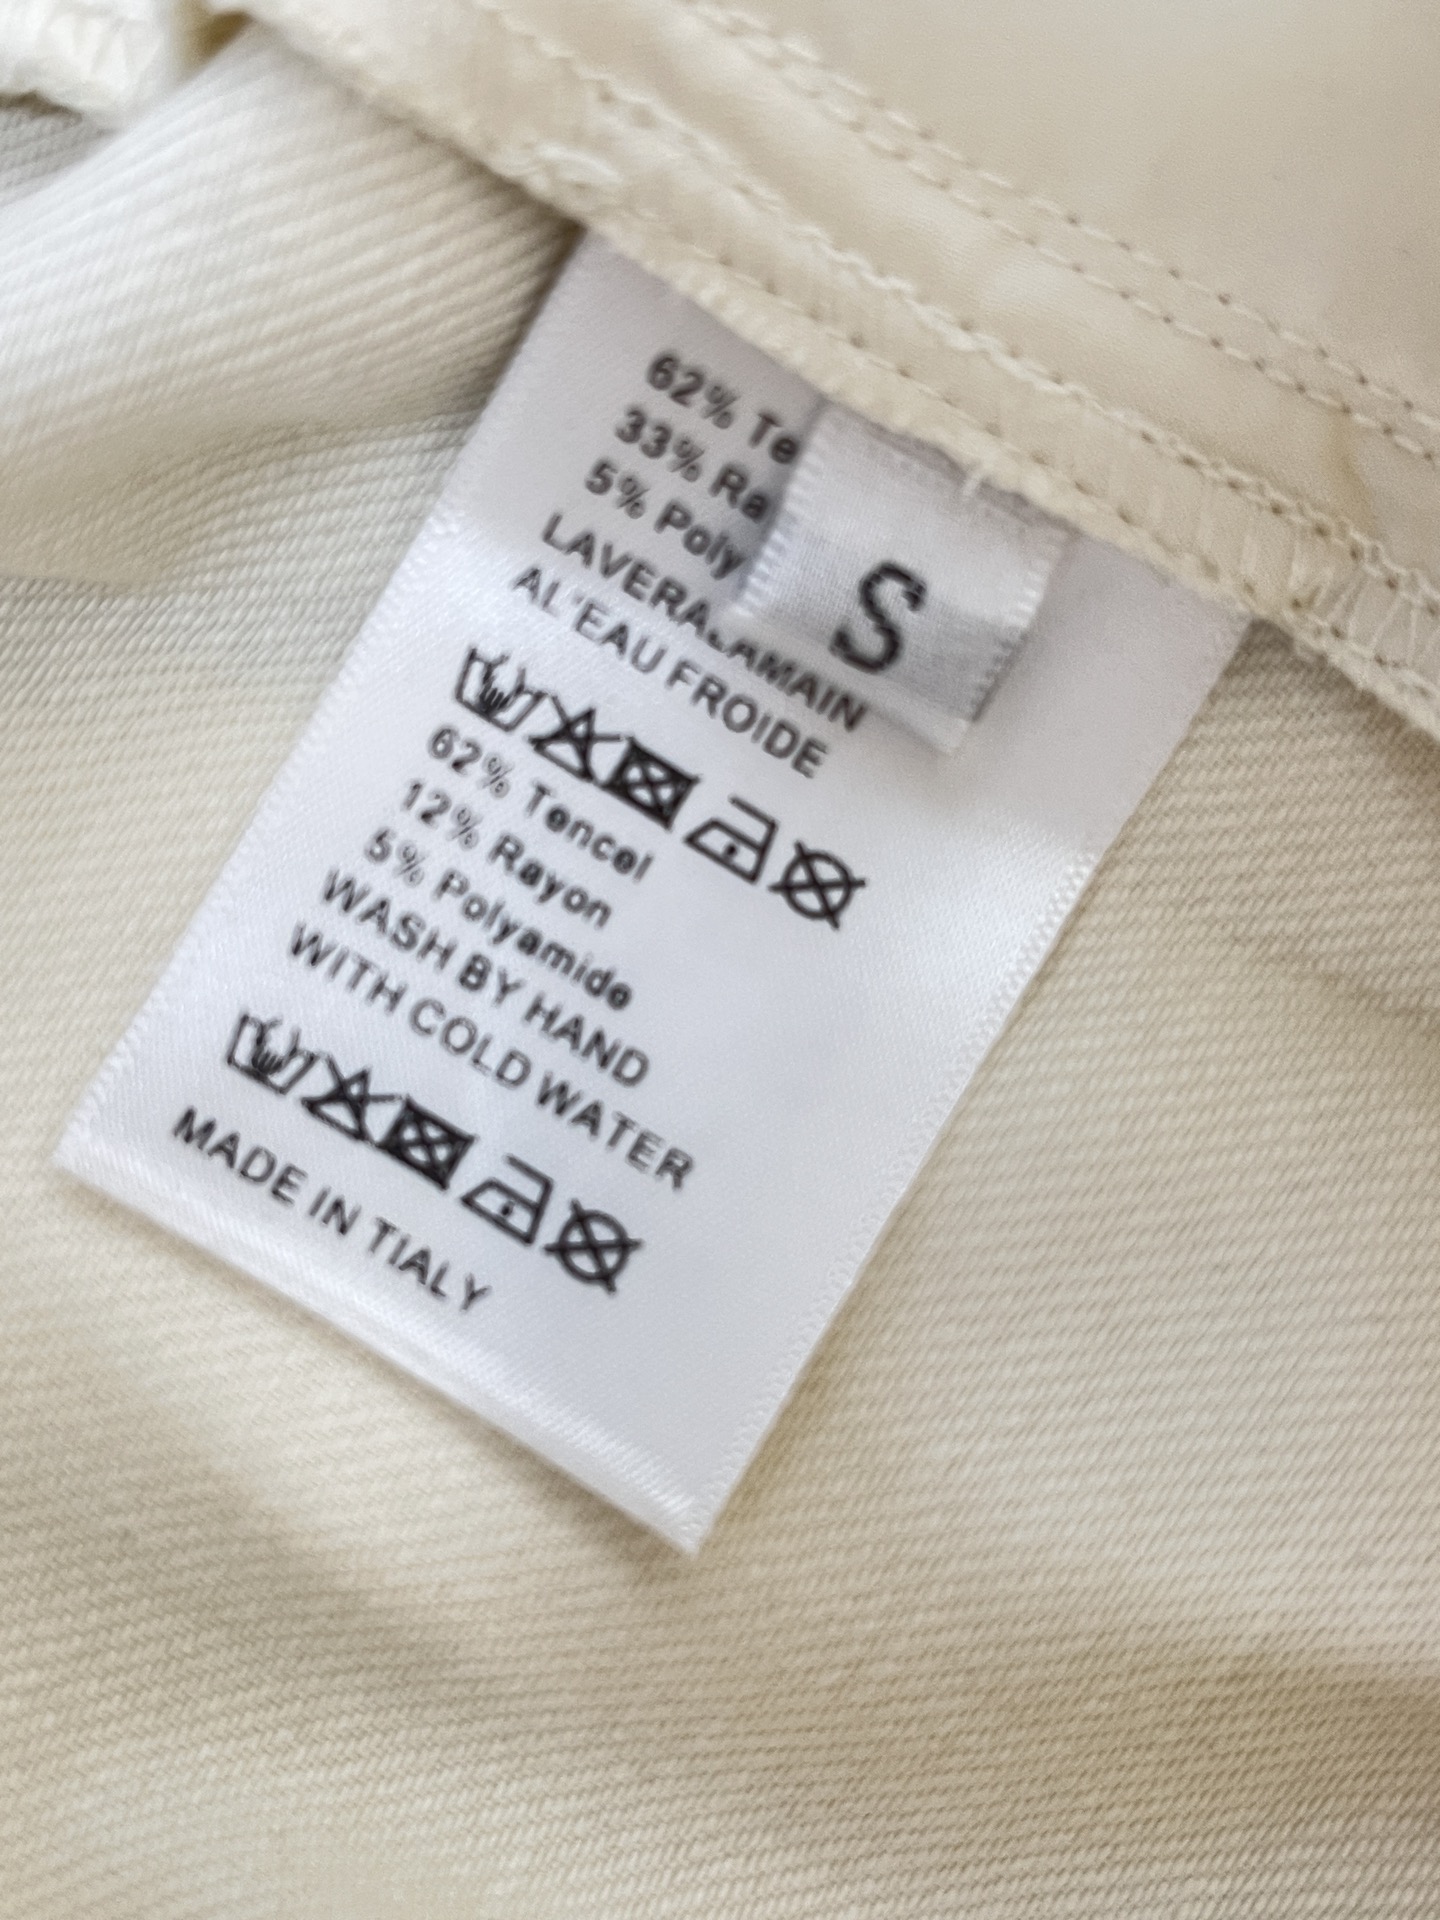 62% Te
33% Ra
5% Poly
S
LAVERALAMAIN
AL'EAU FROIDE
62% Tencel
12% Rayon
5% Polyamide
WASH BY HAND
WITH COLD WATER
MADE IN TIALY